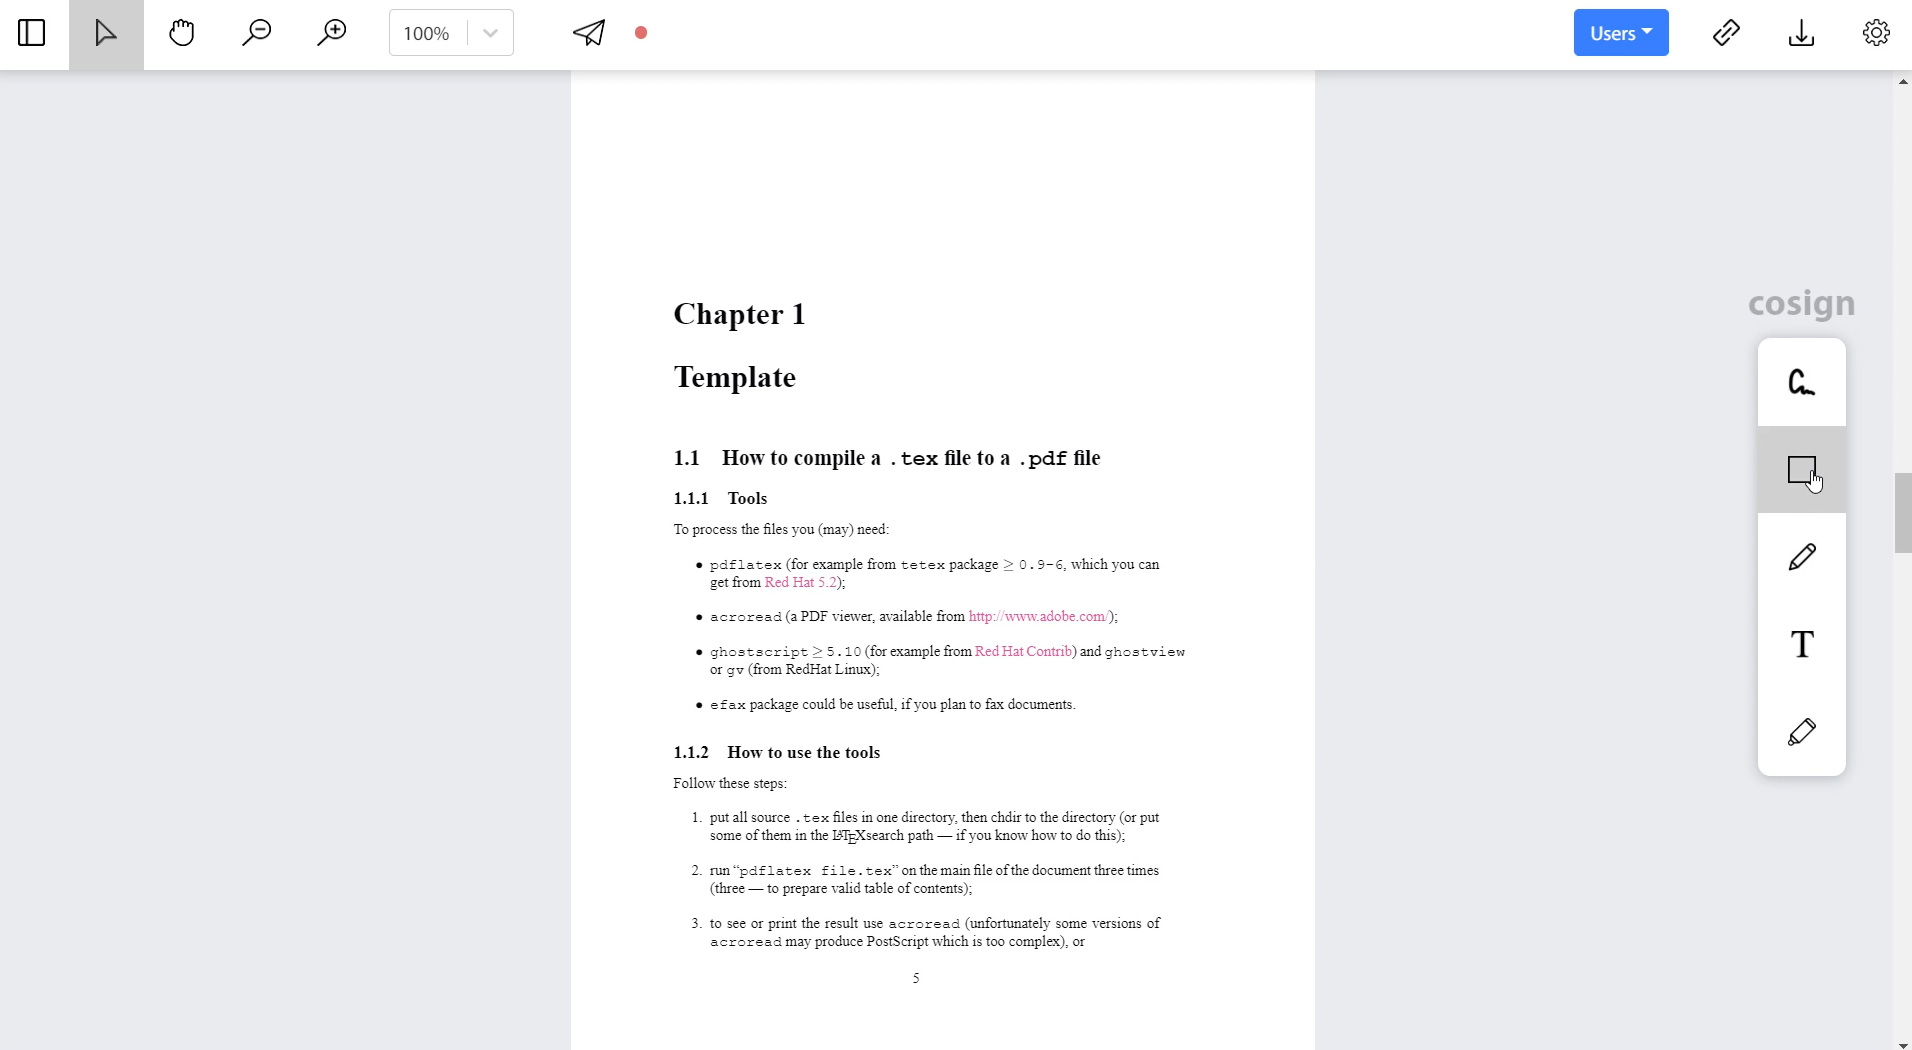 100%
Users
cosign
T
Chapter 1
Template
1.1 How to compile a .tex file to a .pdf file
1.1.1 Tools
To process the files you (may) need:
• pdflatex (for example from tetex package ≥ 0.9-6, which you can
get from Red Hat 5.2);
• acroread (a PDF viewer, available from http://www.adobe.com/);
• ghostscript ≥ 5.10 (for example from Red Hat Contrib) and ghostview
or gv (from RedHat Linux);
• efax package could be useful, if you plan to fax documents.
1.1.2 How to use the tools
Follow these steps:
1. put all source .tex files in one directory, then chdir to the directory (or put
some of them in the LATEXsearch path — if you know how to do this);
2. run “pdflatex file.tex” on the main file of the document three times
(three — to prepare valid table of contents);
3. to see or print the result use acroread (unfortunately some versions of
acroread may produce PostScript which is too complex), or
5